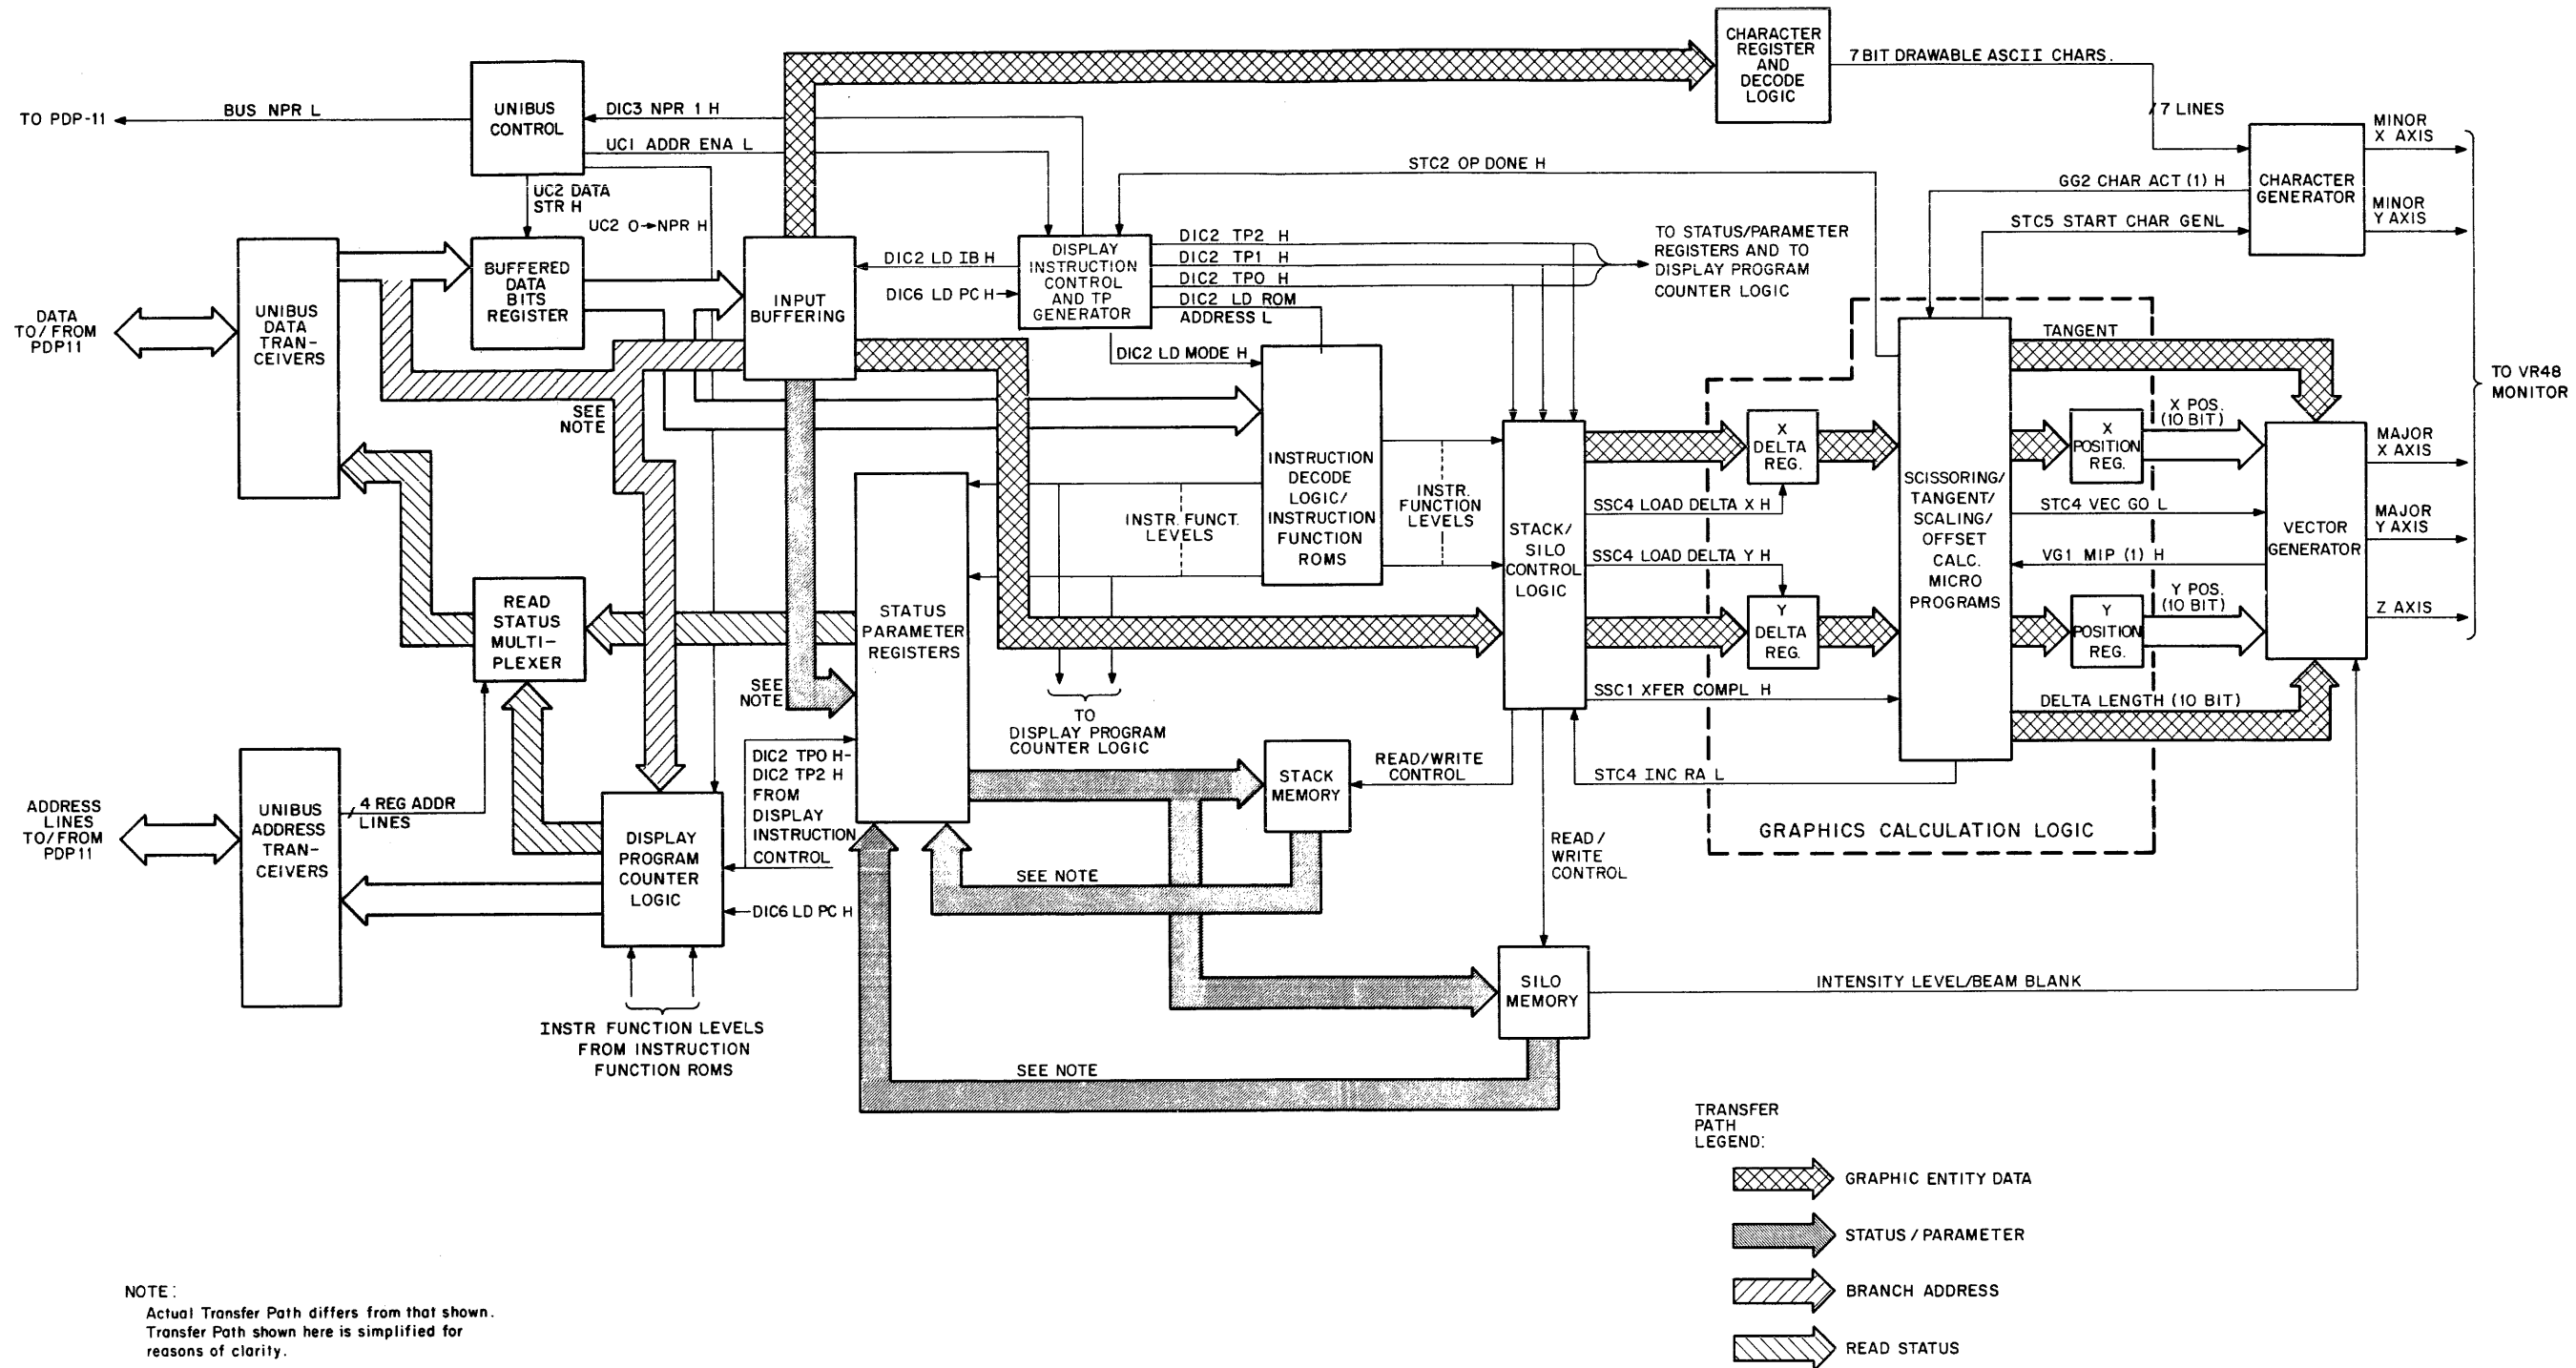 CHARACTER
REGISTER
AND
DECODE
LOGIC
7 BIT DRAWABLE ASCII CHARS.
UNIBUS
CONTROL
TO PDP-11
BUS NPR L
DIC3 NPR 1 H
7 LINES
MINOR
X AXIS
UC1 ADDR ENA L
STC2 OP DONE H
CHARACTER
GENERATOR
GG2 CHAR ACT (1) H
UC2 DATA
STR H
MINOR
Y AXIS
UC2 0→NPR H
STC5 START CHAR GENL
DIC2 TP2 H
DIC2 TP1 H
DIC2 TP0 H
DIC2 LD ROM
ADDRESS L
TO STATUS/PARAMETER
REGISTERS AND TO
DISPLAY PROGRAM
COUNTER LOGIC
DISPLAY
INSTRUCTION
CONTROL
AND TP
GENERATOR
DIC2 LD IB H
DIC6 LD PC H
BUFFERED
DATA
BITS
REGISTER
INPUT
BUFFERING
DATA
TO/FROM
PDP11
UNIBUS
DATA
TRAN-
CEIVERS
TANGENT
DIC2 LD MODE H
TO VR48
MONITOR
SEE
NOTE
X
DELTA
REG.
X
POSITION
REG.
X POS.
(10 BIT)
MAJOR
X AXIS
INSTRUCTION
DECODE
LOGIC/
INSTRUCTION
FUNCTION
ROMS
INSTR.
FUNCTION
LEVELS
INSTR. FUNCT.
LEVELS
SSC4 LOAD DELTA X H
SCISSORING/
TANGENT/
SCALING/
OFFSET
CALC.
MICRO
PROGRAMS
STC4 VEC GO L
VECTOR
GENERATOR
MAJOR
Y AXIS
STACK/
SILO
CONTROL
LOGIC
SSC4 LOAD DELTA Y H
VG1 MIP (1) H
READ
STATUS
MULTI-
PLEXER
STATUS
PARAMETER
REGISTERS
Y
DELTA
REG.
Y
POSITION
REG.
Y POS.
(10 BIT)
Z AXIS
SEE
NOTE
TO
DISPLAY PROGRAM
COUNTER LOGIC
SSC1 XFER COMPL H
DELTA LENGTH (10 BIT)
DIC2 TP0 H-
DIC2 TP2 H
FROM
DISPLAY
INSTRUCTION
CONTROL
READ/WRITE
CONTROL
STACK
MEMORY
STC4 INC RA L
ADDRESS
LINES
TO/FROM
PDP11
UNIBUS
ADDRESS
TRAN-
CEIVERS
4 REG ADDR
LINES
DISPLAY
PROGRAM
COUNTER
LOGIC
GRAPHICS CALCULATION LOGIC
READ/
WRITE
CONTROL
SEE NOTE
DIC6 LD PC H
SILO
MEMORY
INTENSITY LEVEL/BEAM BLANK
INSTR FUNCTION LEVELS
FROM INSTRUCTION
FUNCTION ROMS
SEE NOTE
TRANSFER
PATH
LEGEND:
GRAPHIC ENTITY DATA
STATUS / PARAMETER
BRANCH ADDRESS
READ STATUS
NOTE:
Actual Transfer Path differs from that shown.
Transfer Path shown here is simplified for
reasons of clarity.